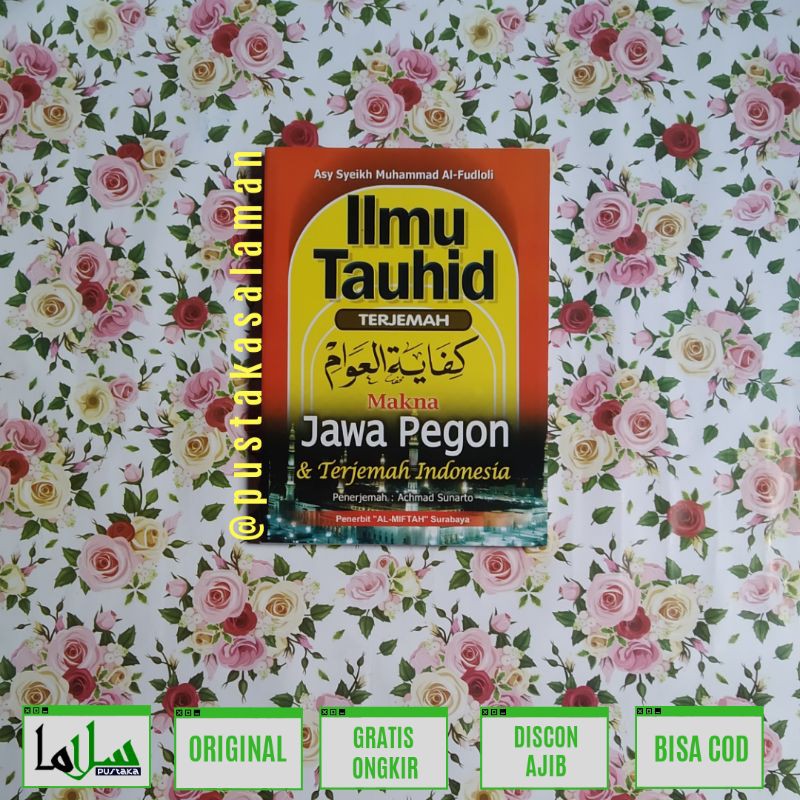 @pustakasalaman
Asy Syeikh Muhammad Al-Fudloli
Ilmu
Tauhid
TERJEMAH
كفاية العوام
Makna
Jawa Pegon
& Terjemah Indonesia
Penerjemah : Achmad Sunarto
Penerbit "AL-MIFTAH" Surabaya
سلاما
PUSTAKA
ORIGINAL
GRATIS
ONGKIR
DISCON
AJIB
BISA COD